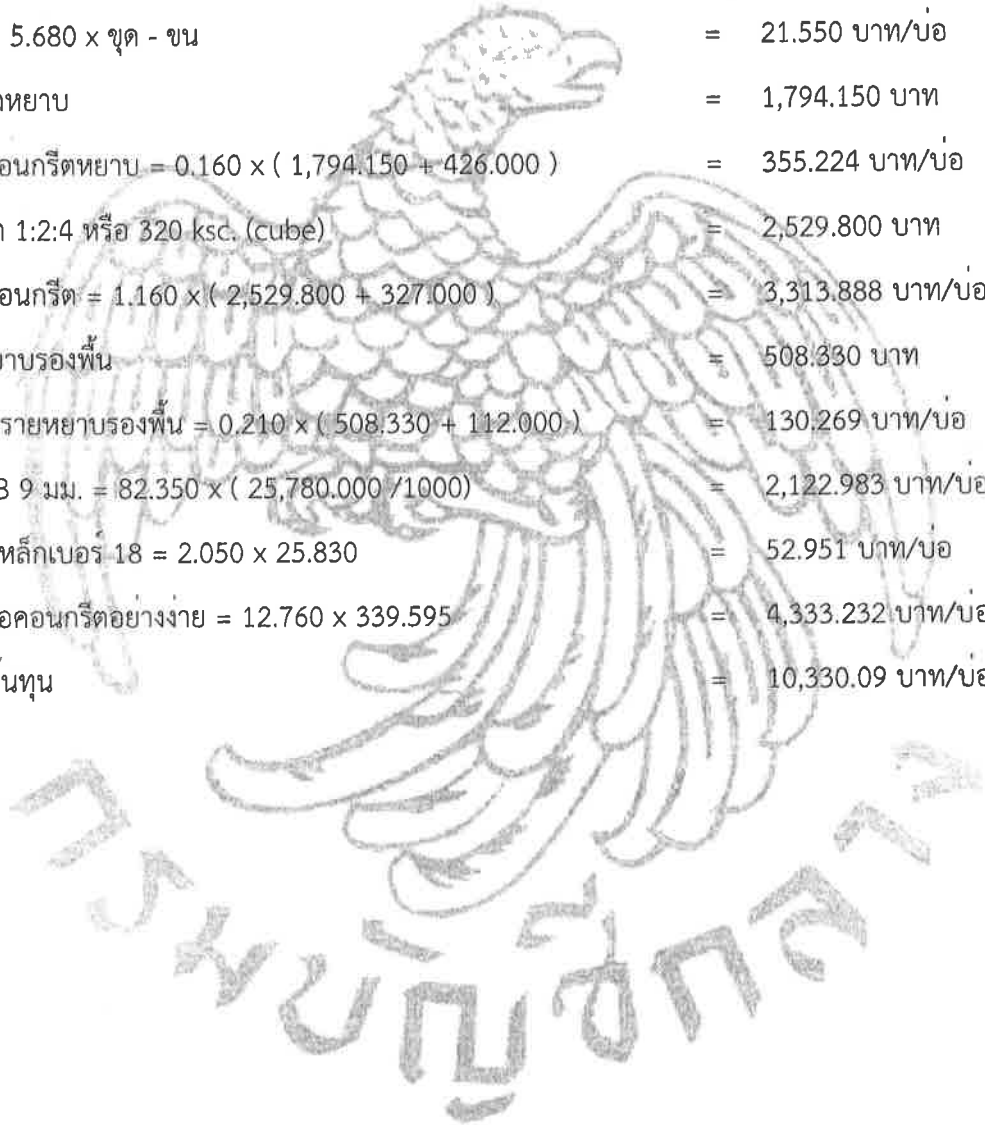 5.680 x ขุด - ขน = 21.550 บาท/บ่อ
หยาบ = 1,794.150 บาท
อนกรีตหยาบ = 0.160 x ( 1,794.150 + 426.000 ) = 355.224 บาท/บ่อ
1:2:4 หรือ 320 ksc. (cube) = 2,529.800 บาท
อนกรีต = 1.160 x ( 2,529.800 + 327.000 ) = 3,313.888 บาท/บ่อ
ยาบรองพื้น = 508.330 บาท
รายหยาบรองพื้น = 0.210 x ( 508.330 + 112.000 ) = 130.269 บาท/บ่อ
9 มม. = 82.350 x ( 25,780.000 /1000) = 2,122.983 บาท/บ่อ
หล็กเบอร์ 18 = 2.050 x 25.830 = 52.951 บาท/บ่อ
อคอนกรีตอย่างง่าย = 12.760 x 339.595 = 4,333.232 บาท/บ่อ
นทุน = 10,330.09 บาท/บ่อ
กรมบัญชีกลาง